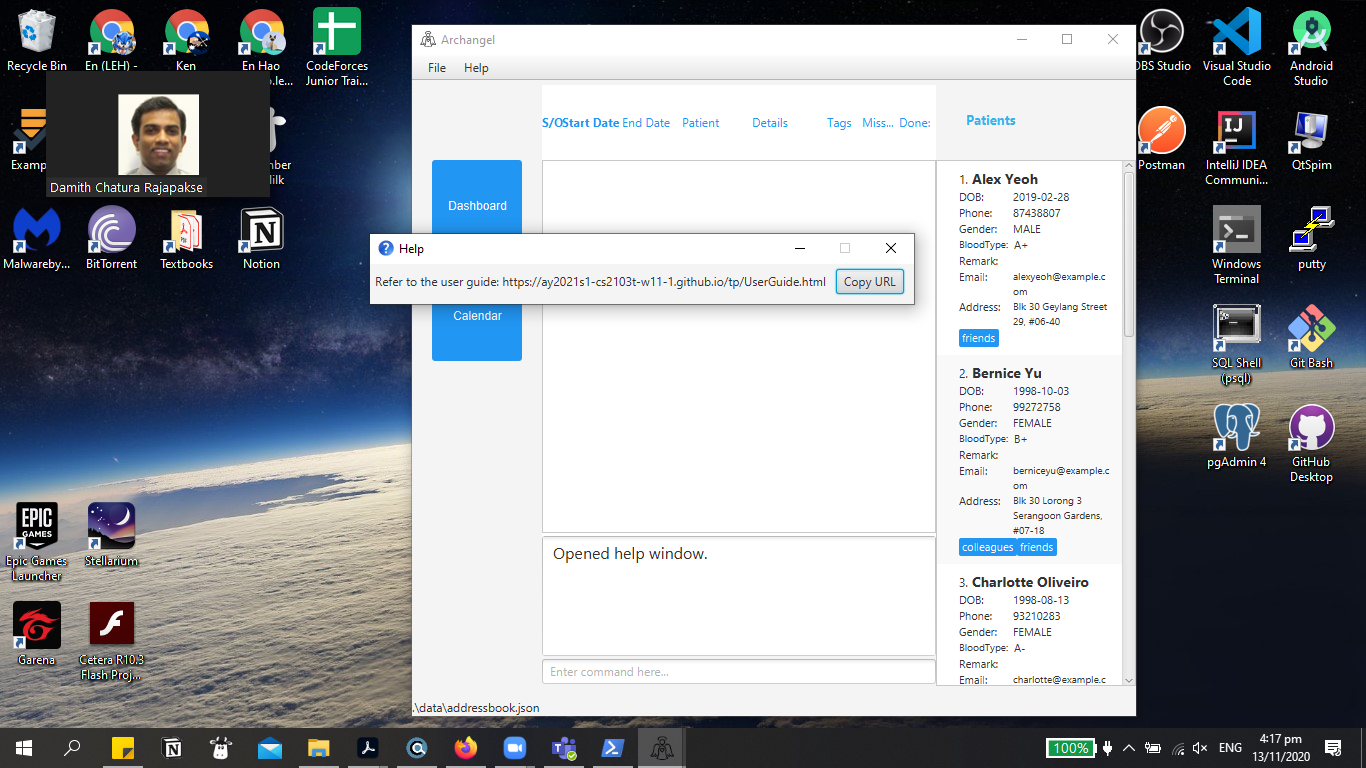 Recycle Bin
En (LEH) -
Ken
En Hao
CodeForces
Junior Trai...
Damith Chatura Rajapakse
Malwareby...
BitTorrent
Textbooks
Notion
EPIC
GAMES
Epic Games
Launcher
Stellarium
Garena
Cetera R10.3
Flash Proj...
Archangel
File
Help
S/O
Start Date
End Date
Patient
Details
Tags
Miss...
Done:
Patients
Dashboard
Calendar
Help
Refer to the user guide: https://ay2021s1-cs2103t-w11-1.github.io/tp/UserGuide.html
Copy URL
Opened help window.
Enter command here...
.\data\addressbook.json
1. Alex Yeoh
DOB: 2019-02-28
Phone: 87438807
Gender: MALE
BloodType: A+
Remark:
Email: alexyeoh@example.c
om
Address: Blk 30 Geylang Street
29, #06-40
friends
2. Bernice Yu
DOB: 1998-10-03
Phone: 99272758
Gender: FEMALE
BloodType: B+
Remark:
Email: berniceyu@example.c
om
Address: Blk 30 Lorong 3
Serangoon Gardens,
#07-18
colleagues friends
3. Charlotte Oliveiro
DOB: 1998-08-13
Phone: 93210283
Gender: FEMALE
BloodType: A-
Remark:
Email: charlotte@example.c
OBS Studio
Visual Studio
Code
Android
Studio
Postman
IntelliJ IDEA
Communi...
QtSpim
Windows
Terminal
putty
SQL Shell
(psql)
Git Bash
pgAdmin 4
GitHub
Desktop
100%
ENG
4:17 pm
13/11/2020